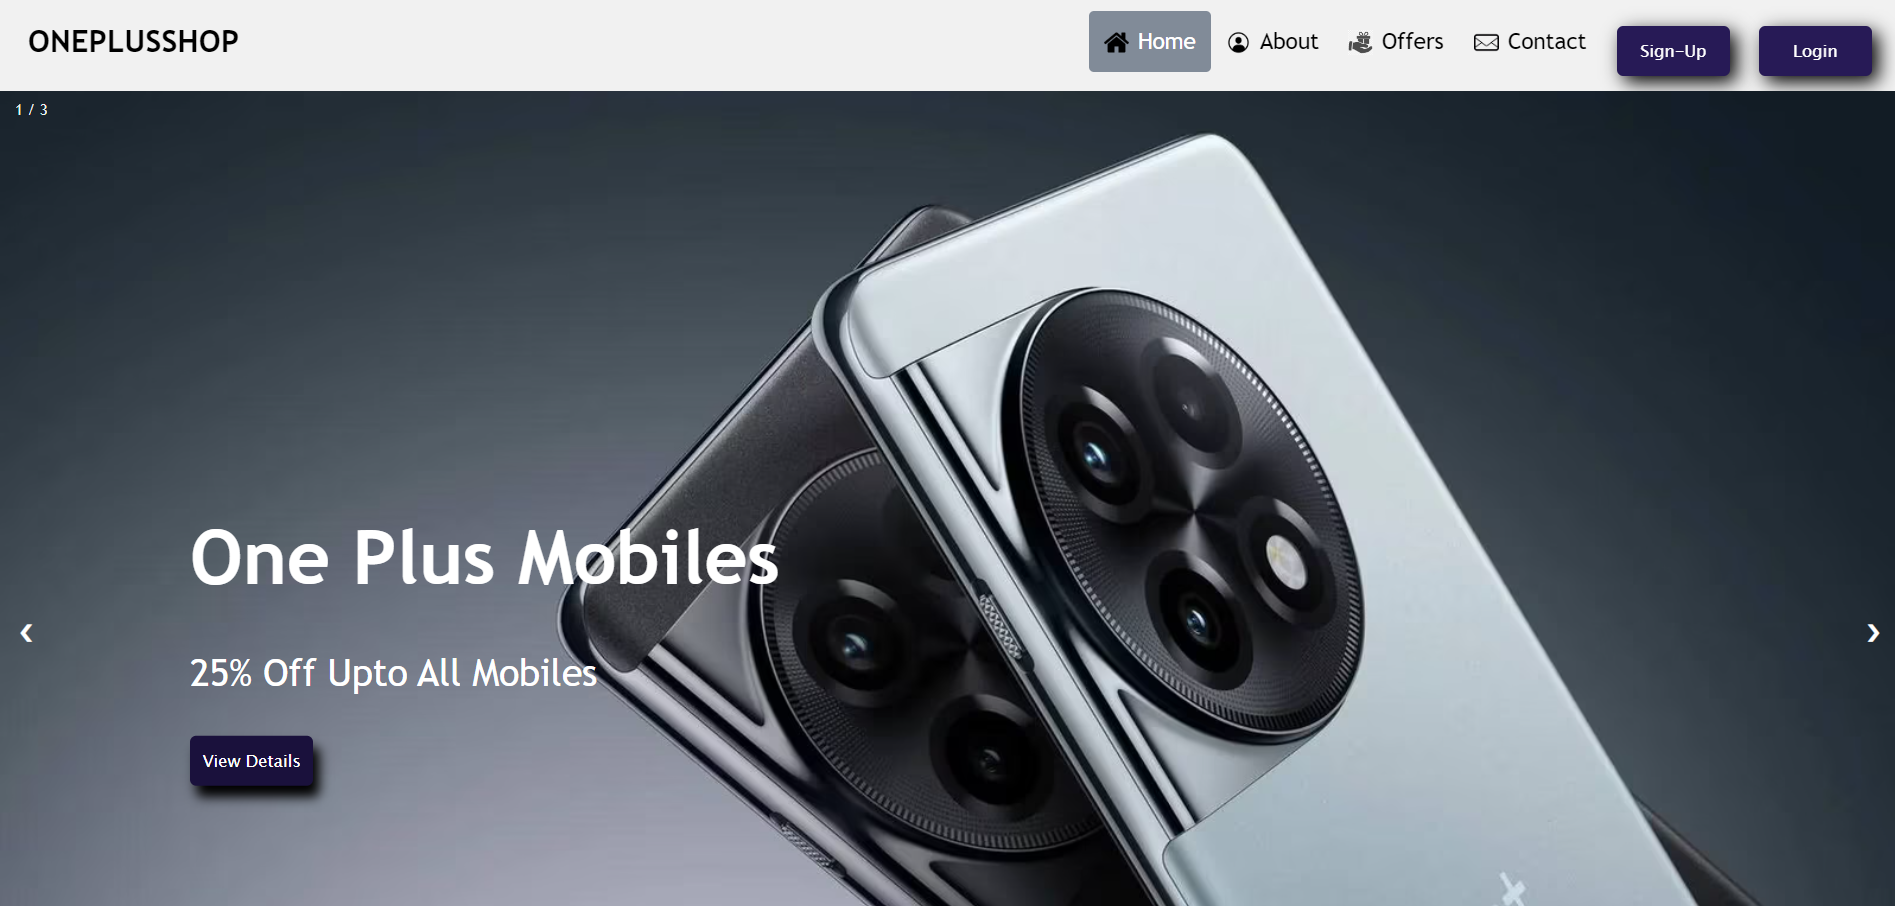 ONEPLUSSHOP
Home
About
Offers
Contact
Sign-Up
Login
1 / 3
One Plus Mobiles
25% Off Upto All Mobiles
View Details